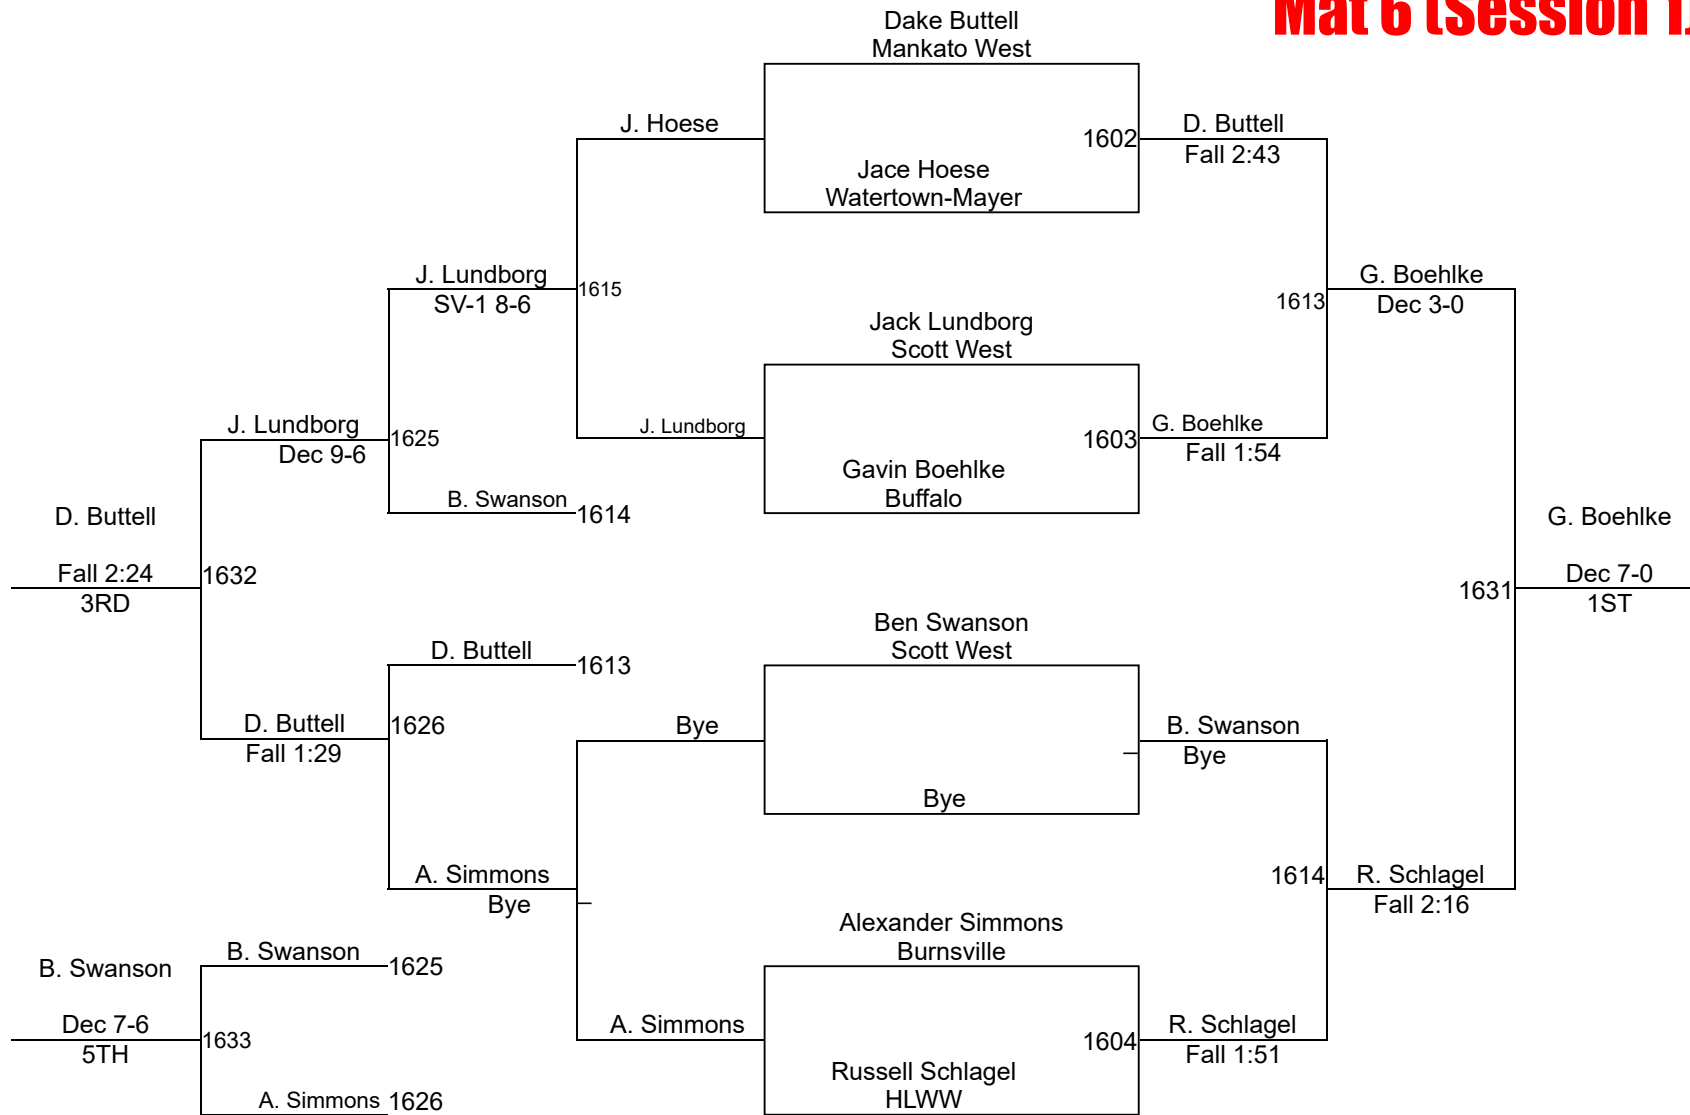 Mat 6 (Session 1)
Dake Buttell
Mankato West
J. Hoese
1602
D. Buttell
Fall 2:43
Jace Hoese
Watertown-Mayer
J. Lundborg
SV-1 8-6
1615
1613
G. Boehlke
Dec 3-0
Jack Lundborg
Scott West
J. Lundborg
Dec 9-6
1625
J. Lundborg
1603
G. Boehlke
Fall 1:54
Gavin Boehlke
Buffalo
B. Swanson
1614
D. Buttell
Fall 2:24
3RD
1632
1631
G. Boehlke
Dec 7-0
1ST
Ben Swanson
Scott West
D. Buttell
1613
D. Buttell
Fall 1:29
1626
Bye
B. Swanson
Bye
Bye
A. Simmons
Bye
1614
R. Schlagel
Fall 2:16
Alexander Simmons
Burnsville
B. Swanson
B. Swanson
1625
Dec 7-6
5TH
1633
A. Simmons
1604
R. Schlagel
Fall 1:51
Russell Schlagel
HLWW
A. Simmons
1626